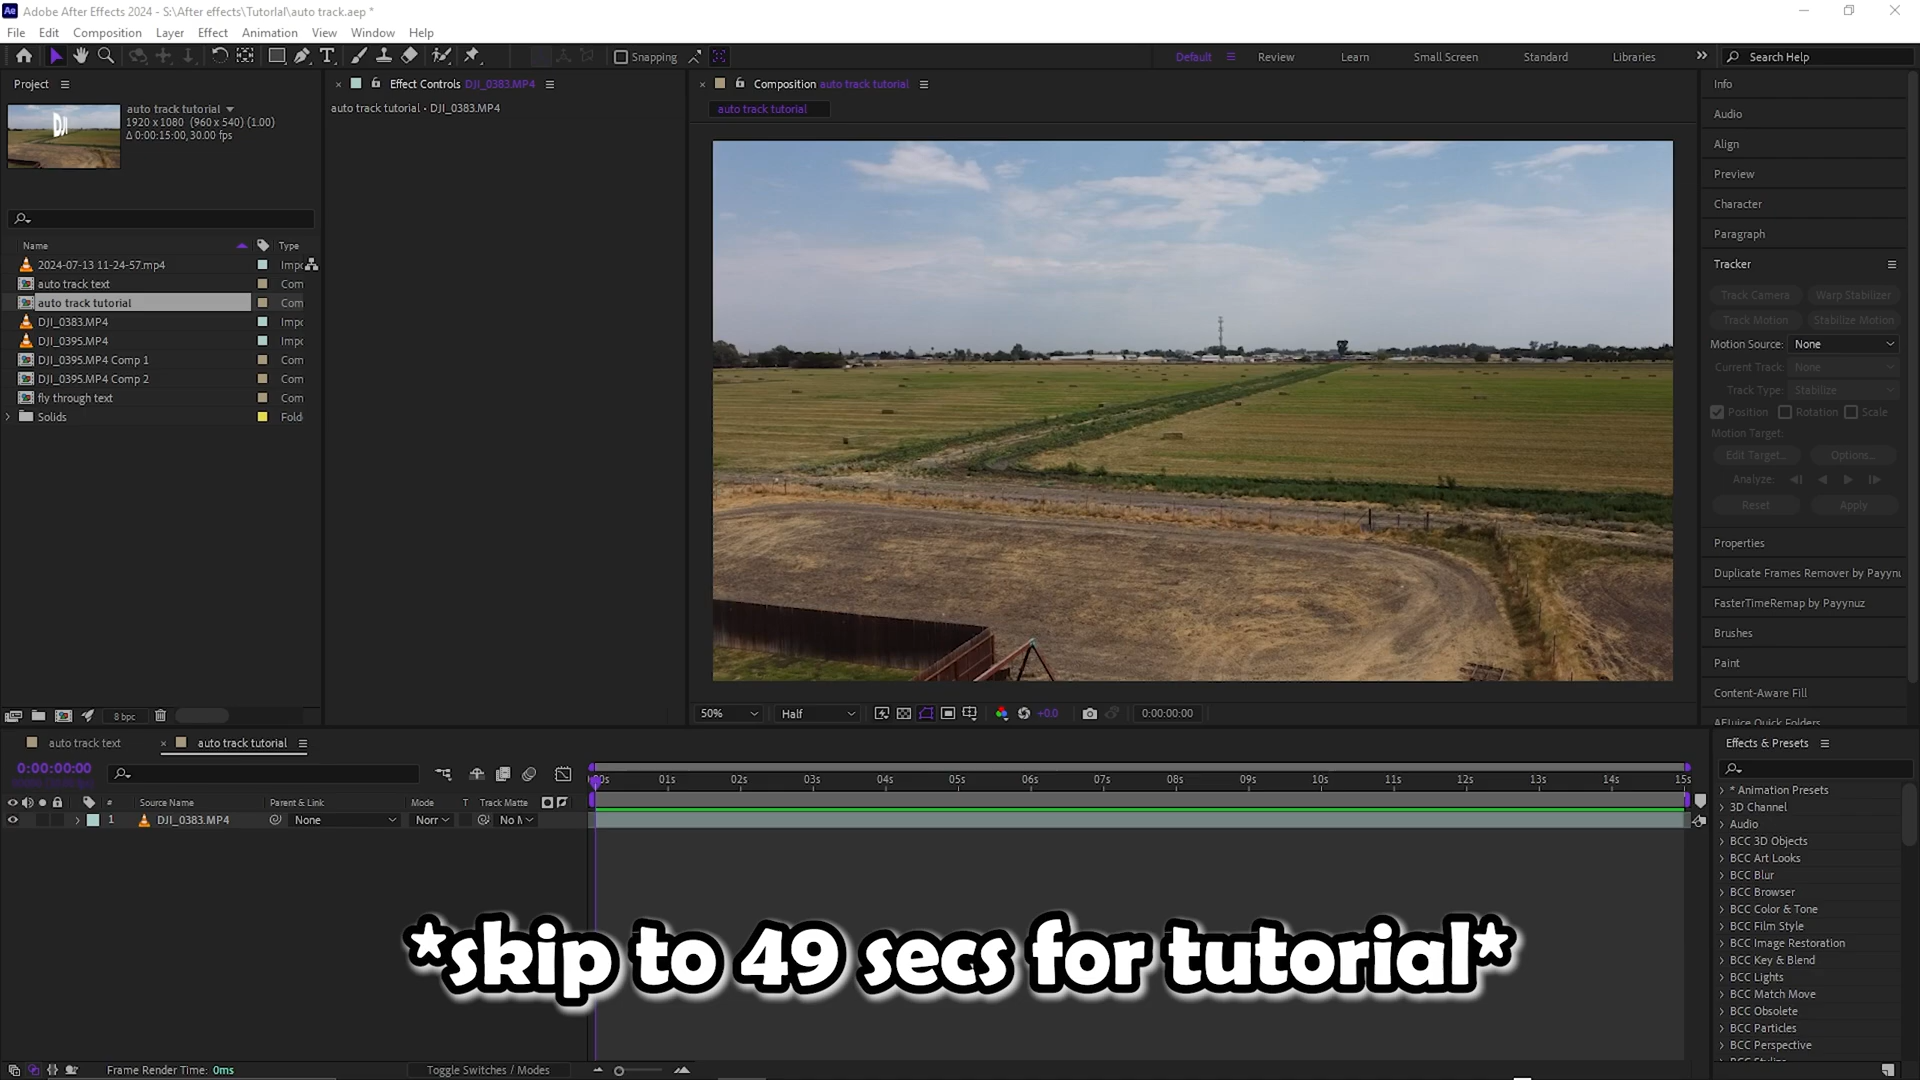 Adobe After Effects 2024 - S:\After effects\Tutorial\auto track.aep *
File Edit Composition Layer Effect Animation View Window Help
Snapping
Default Review Learn Small Screen Standard Libraries Search Help
Project
auto track tutorial
1920 x 1080 (960 x 540) (1.00)
Δ 0:00:15:00, 30.00 fps
Name Type
2024-07-13 11-24-57.mp4 Impc
auto track text Com
auto track tutorial Com
DJI_0383.MP4 Impc
DJI_0395.MP4 Impc
DJI_0395.MP4 Comp 1 Com
DJI_0395.MP4 Comp 2 Com
fly through text Com
Solids Folc
8 bpc
Effect Controls DJI_0383.MP4
auto track tutorial • DJI_0383.MP4
Composition auto track tutorial
auto track tutorial
50% Half +0.0 0:00:00:00
Info
Audio
Align
Preview
Character
Paragraph
Tracker
Track Camera Warp Stabilizer
Track Motion Stabilize Motion
Motion Source: None
Current Track: None
Track Type: Stabilize
Position Rotation Scale
Motion Target:
Edit Target... Options...
Analyze:
Reset Apply
Properties
Duplicate Frames Remover by Payynu
FasterTimeRemap by Payynuz
Brushes
Paint
Content-Aware Fill
AEJuice Quick Folders
auto track text auto track tutorial
0:00:00:00
:00s 01s 02s 03s 04s 05s 06s 07s 08s 09s 10s 11s 12s 13s 14s 15s
# Source Name Parent & Link Mode T Track Matte
1 DJI_0383.MP4 None Norr No M
Effects & Presets
* Animation Presets
3D Channel
Audio
BCC 3D Objects
BCC Art Looks
BCC Blur
BCC Browser
BCC Color & Tone
BCC Film Style
BCC Image Restoration
BCC Key & Blend
BCC Lights
BCC Match Move
BCC Obsolete
BCC Particles
BCC Perspective
*skip to 49 secs for tutorial*
Frame Render Time: 0ms Toggle Switches / Modes